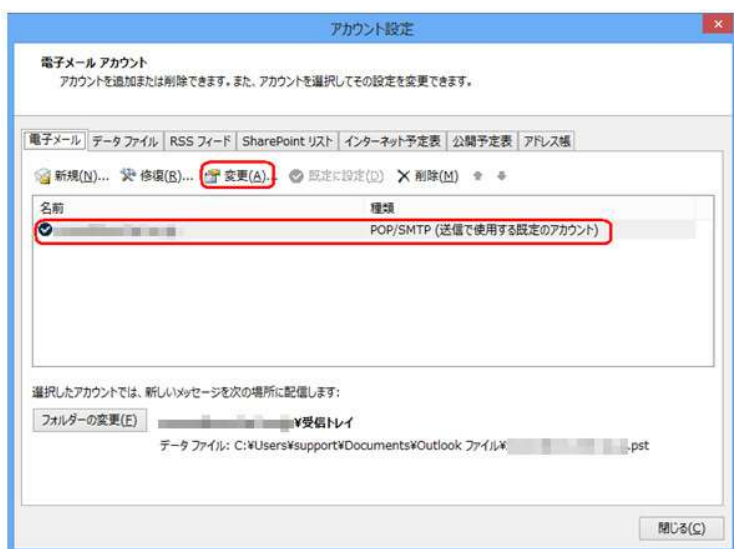 アカウント設定
電子メール アカウント
アカウントを追加または削除できます。また、アカウントを選択してその設定を変更できます。
電子メール データ ファイル RSS フィード SharePoint リスト インターネット予定表 公開予定表 アドレス帳
新規(N)... 修復(R)... 変更(A)... 既定に設定(D) 削除(M)
名前 種類
POP/SMTP (送信で使用する既定のアカウント)
選択したアカウントでは、新しいメッセージを次の場所に配信します:
フォルダーの変更(F) ¥受信トレイ
データ ファイル: C:¥Users¥support¥Documents¥Outlook ファイル¥ .pst
閉じる(C)